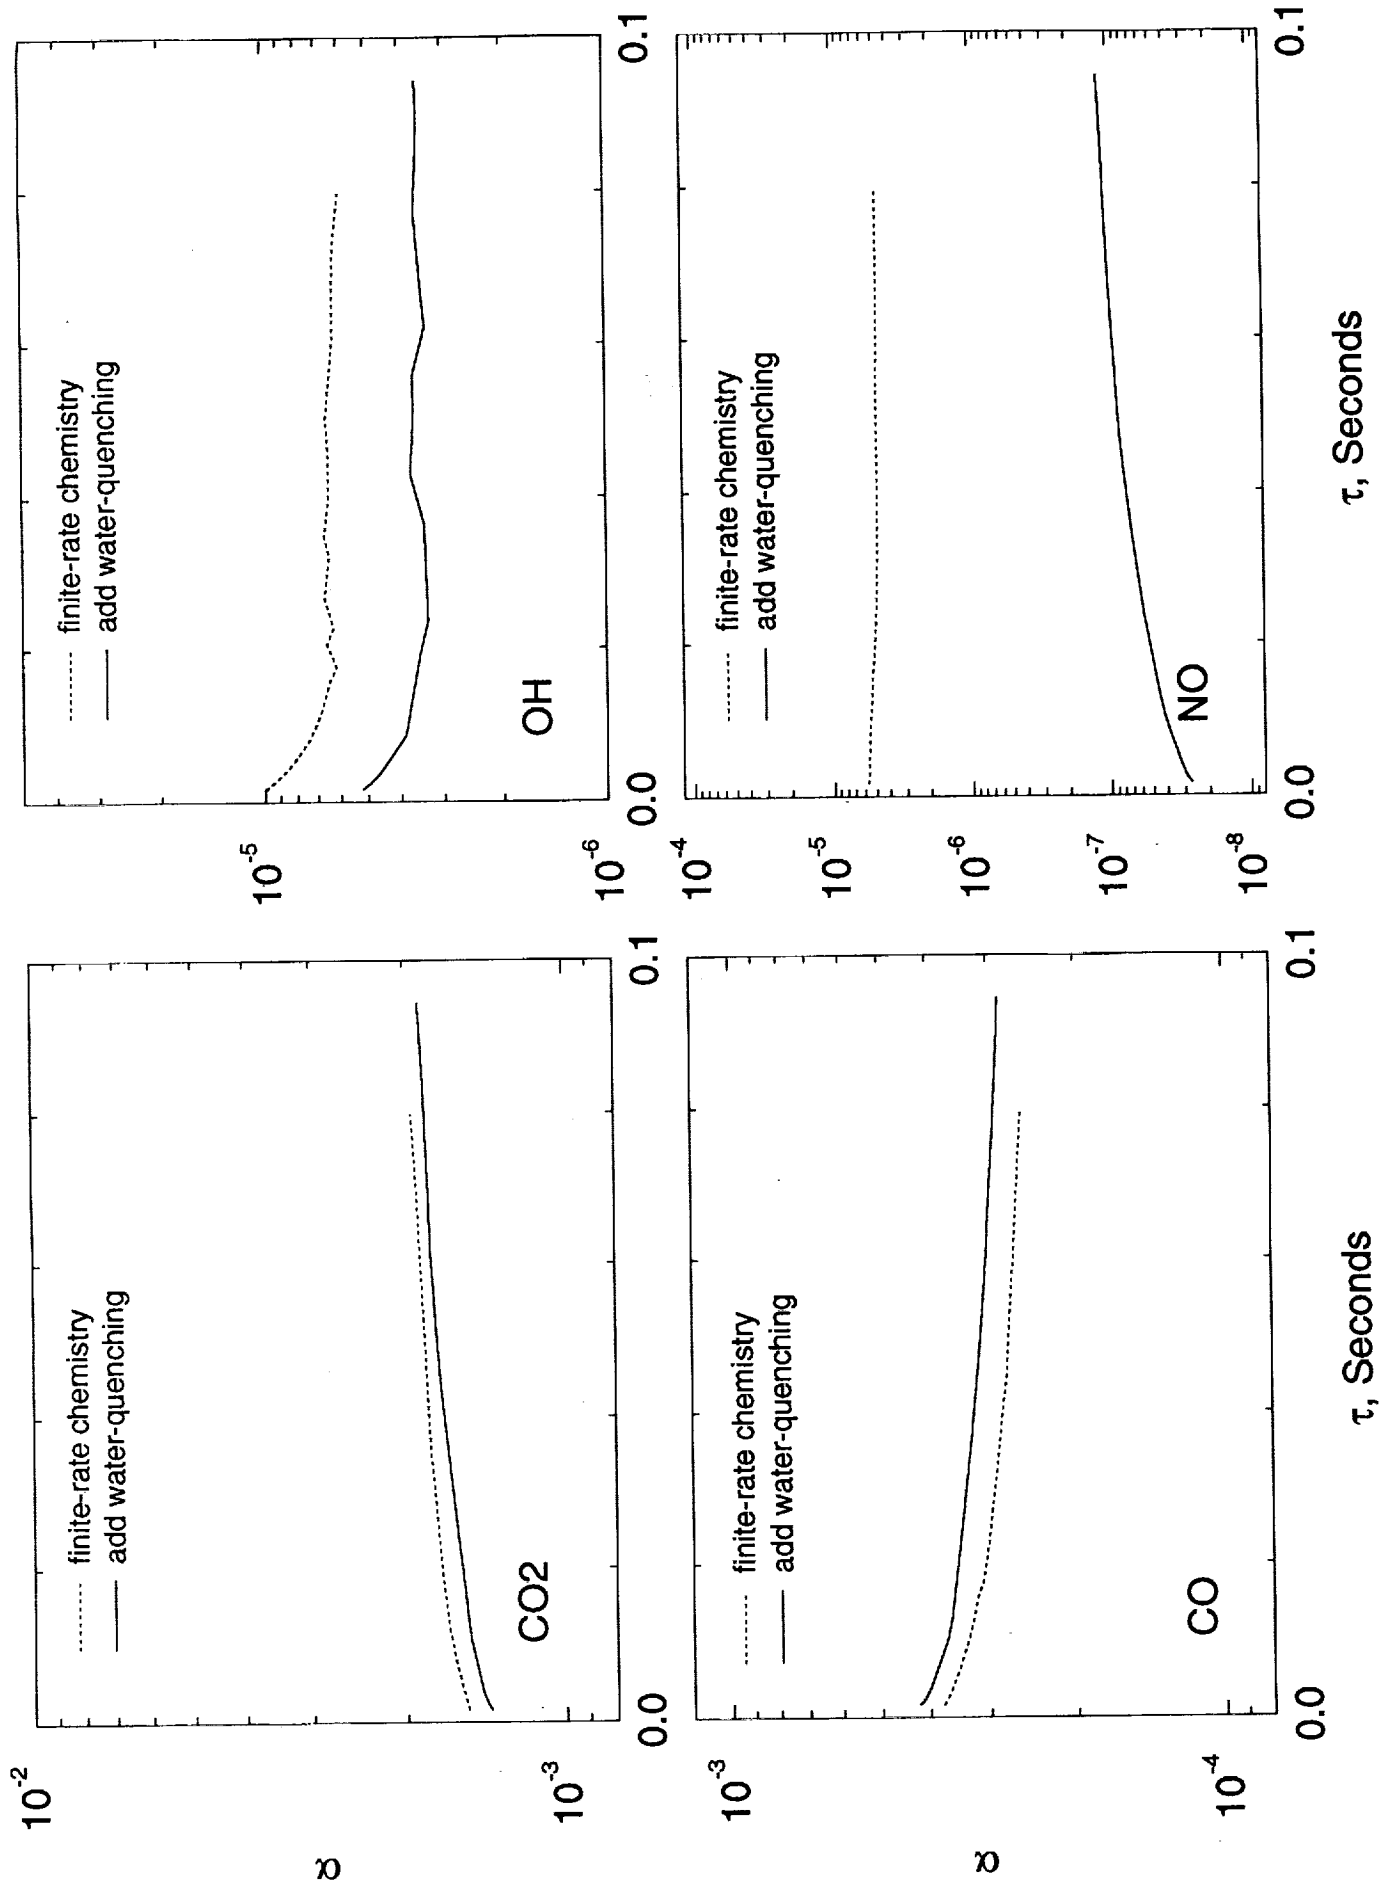 α
10-2
10-3
finite-rate chemistry
add water-quenching
CO2
0.0
0.1
10-5
10-6
finite-rate chemistry
add water-quenching
OH
0.0
0.1
α
10-3
10-4
finite-rate chemistry
add water-quenching
CO
0.0
0.1
τ, Seconds
10-4
10-5
10-6
10-7
10-8
finite-rate chemistry
add water-quenching
NO
0.0
0.1
τ, Seconds